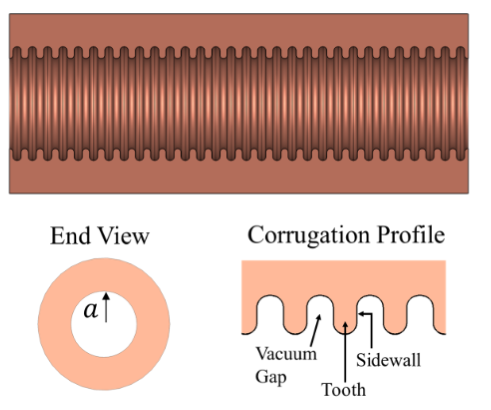 End View
Corrugation Profile
a
Vacuum
Gap
Sidewall
Tooth